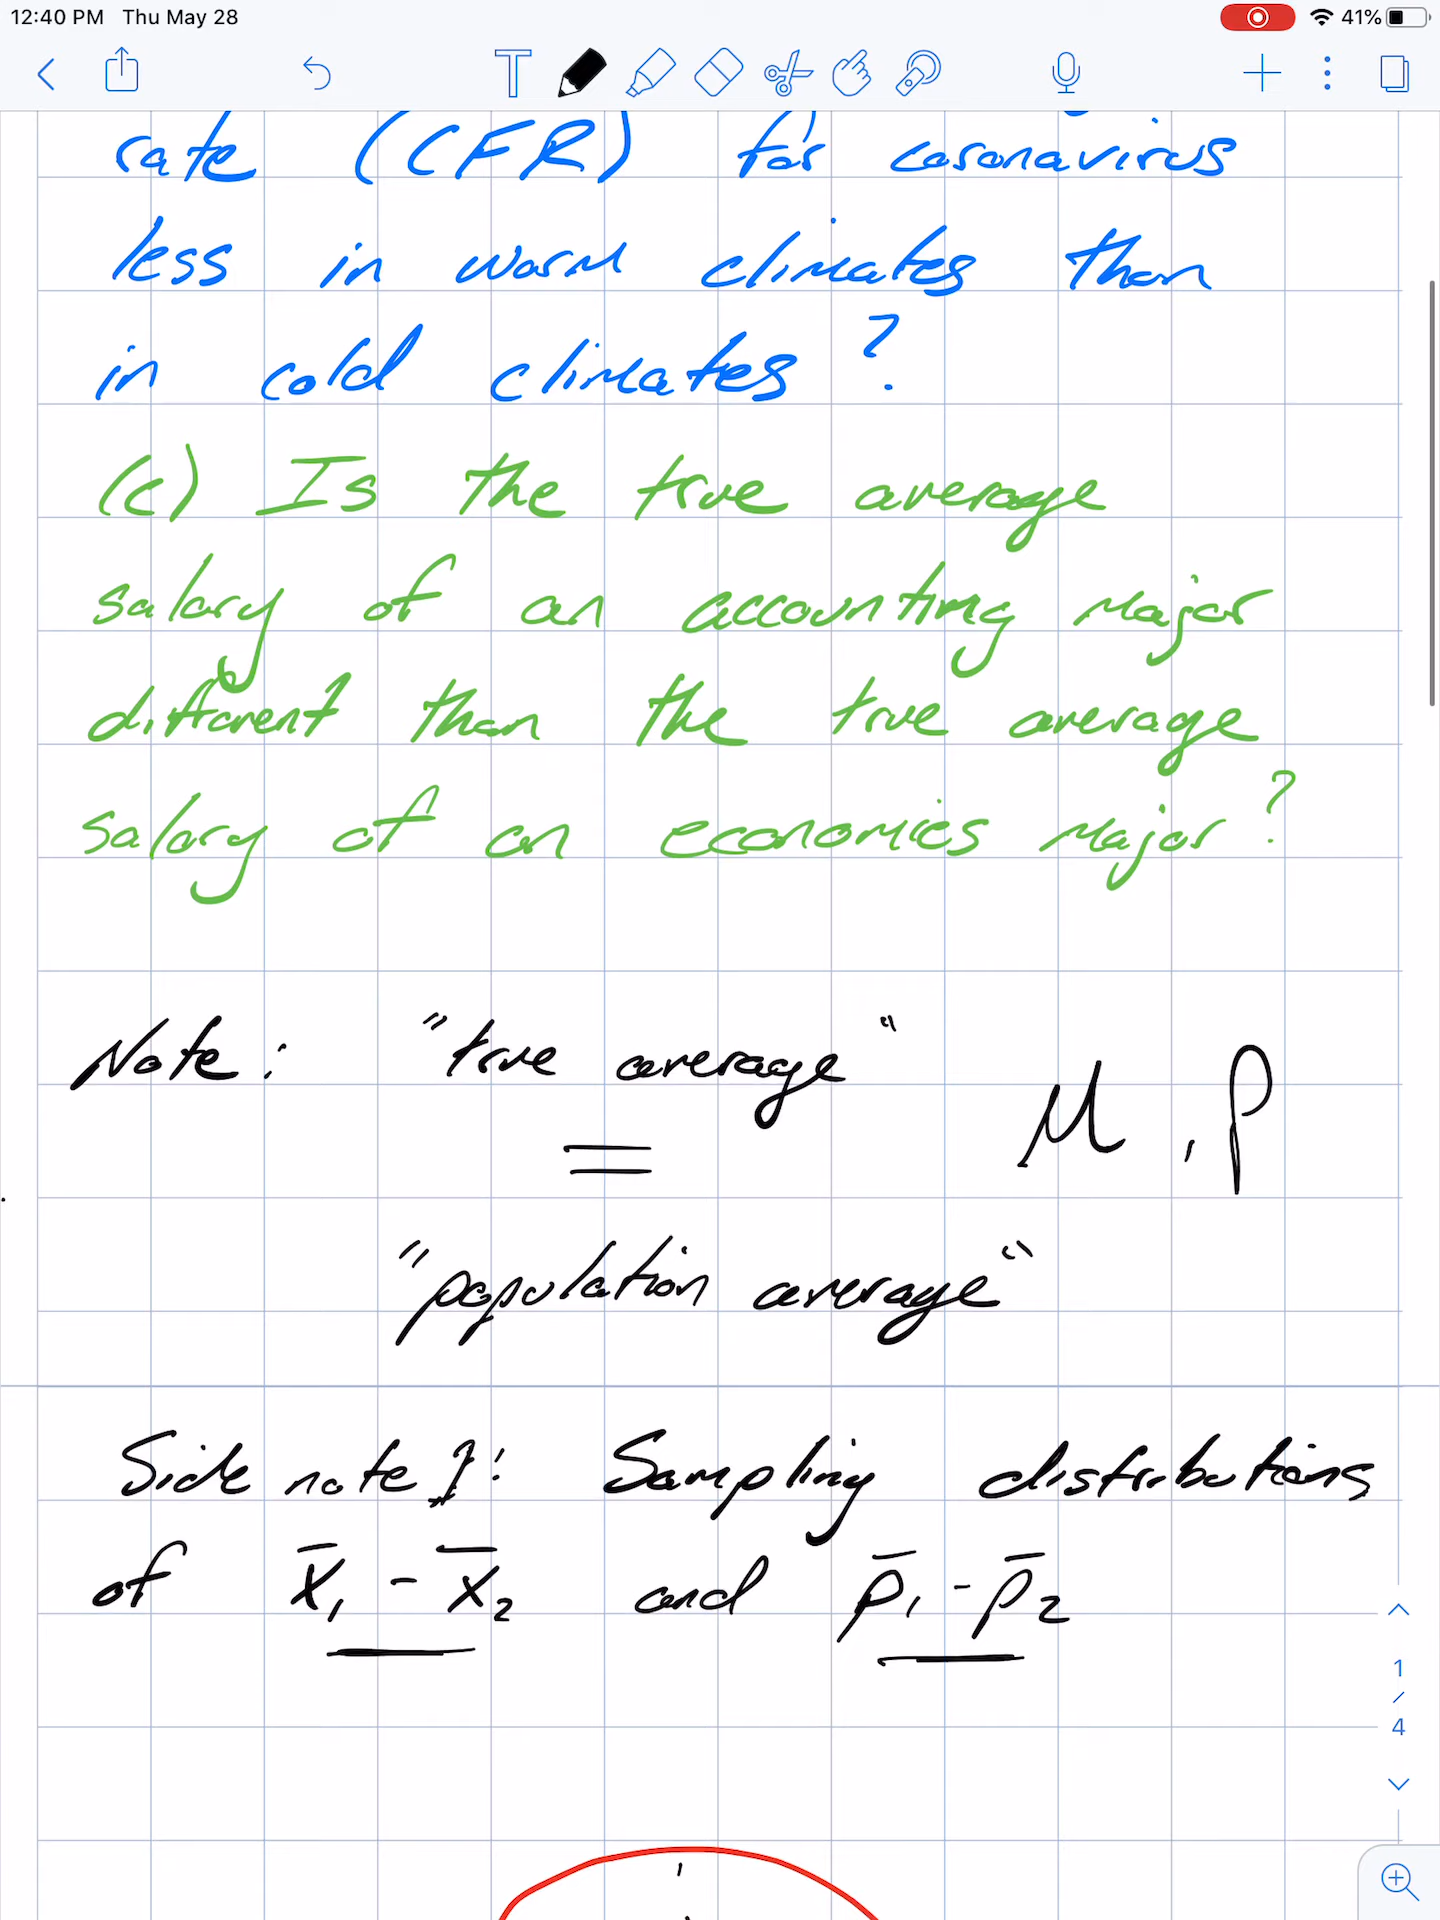 12:40 PM Thu May 28
41%
T
rate (CFR) for coronavirus
less in warm climates than
in cold climates?
(c) Is the true average
salary of an accounting major
different than the true average
salary of an economics major?
Note: "true average"
= μ, p
"population average"
Side note 1: Sampling distributions
of x̄₁ - x̄₂ and p̄₁ - p̄₂
1
/
4